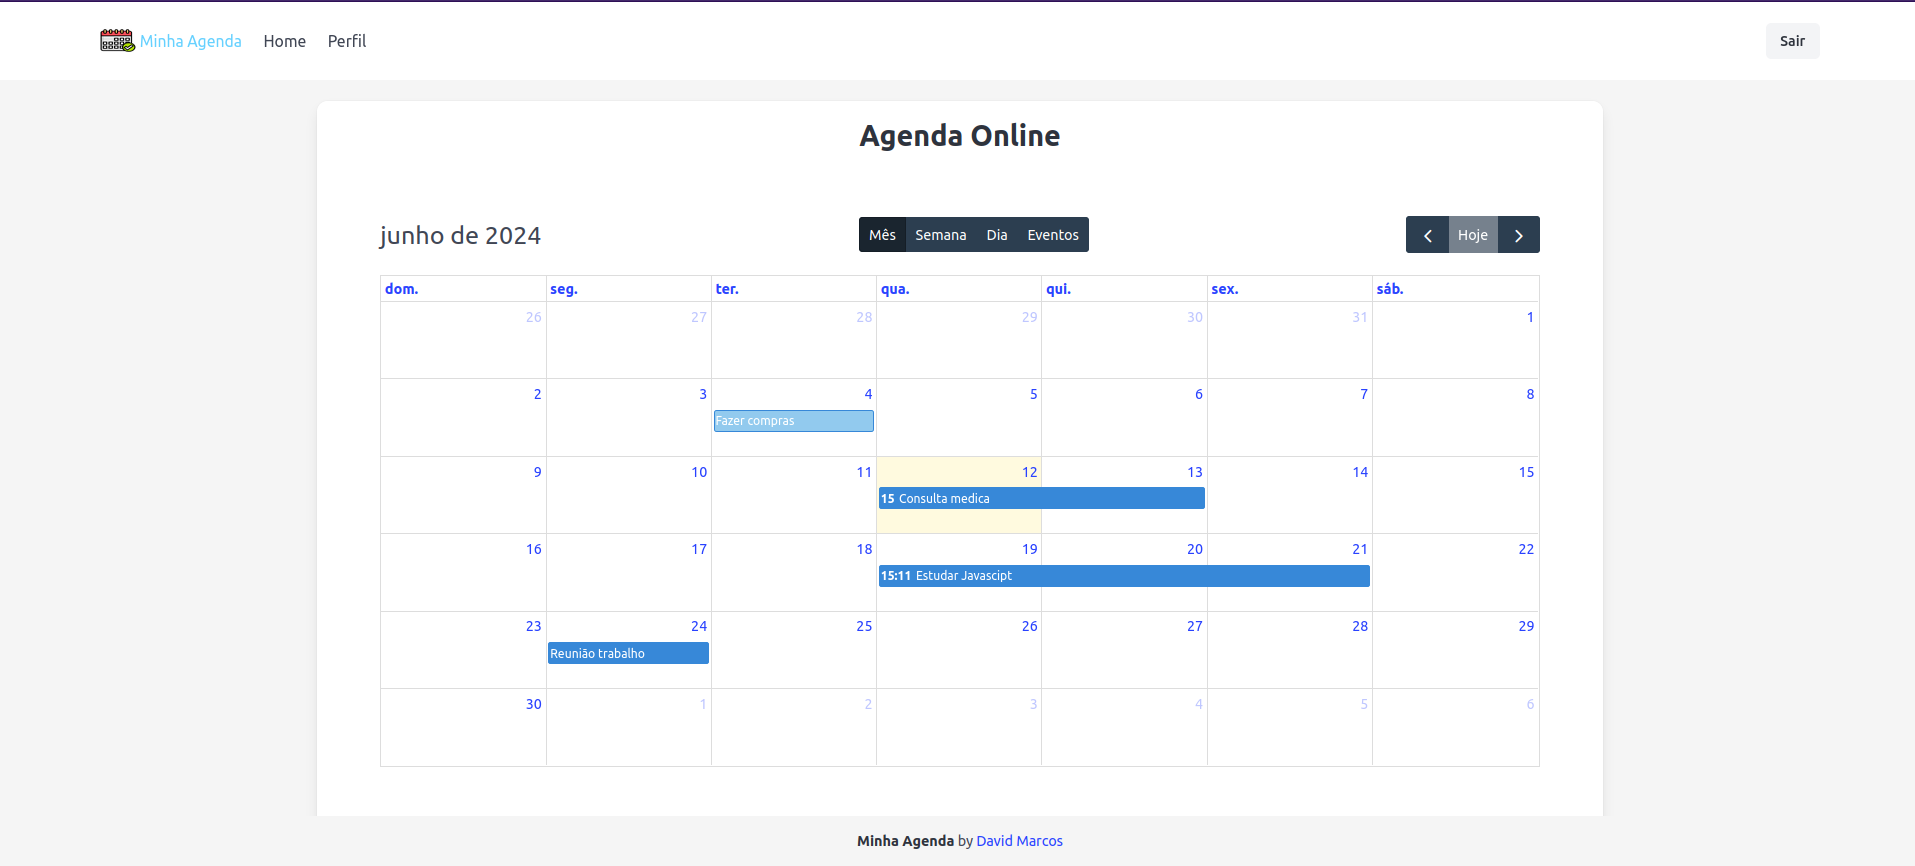 Minha Agenda Home Perfil Sair
Agenda Online
junho de 2024 Mês Semana Dia Eventos Hoje
dom. seg. ter. qua. qui. sex. sáb.
26 27 28 29 30 31 1
2 3 4 5 6 7 8
Fazer compras
9 10 11 12 13 14 15
15 Consulta medica
16 17 18 19 20 21 22
15:11 Estudar Javascipt
23 24 25 26 27 28 29
Reunião trabalho
30 1 2 3 4 5 6
Minha Agenda by David Marcos